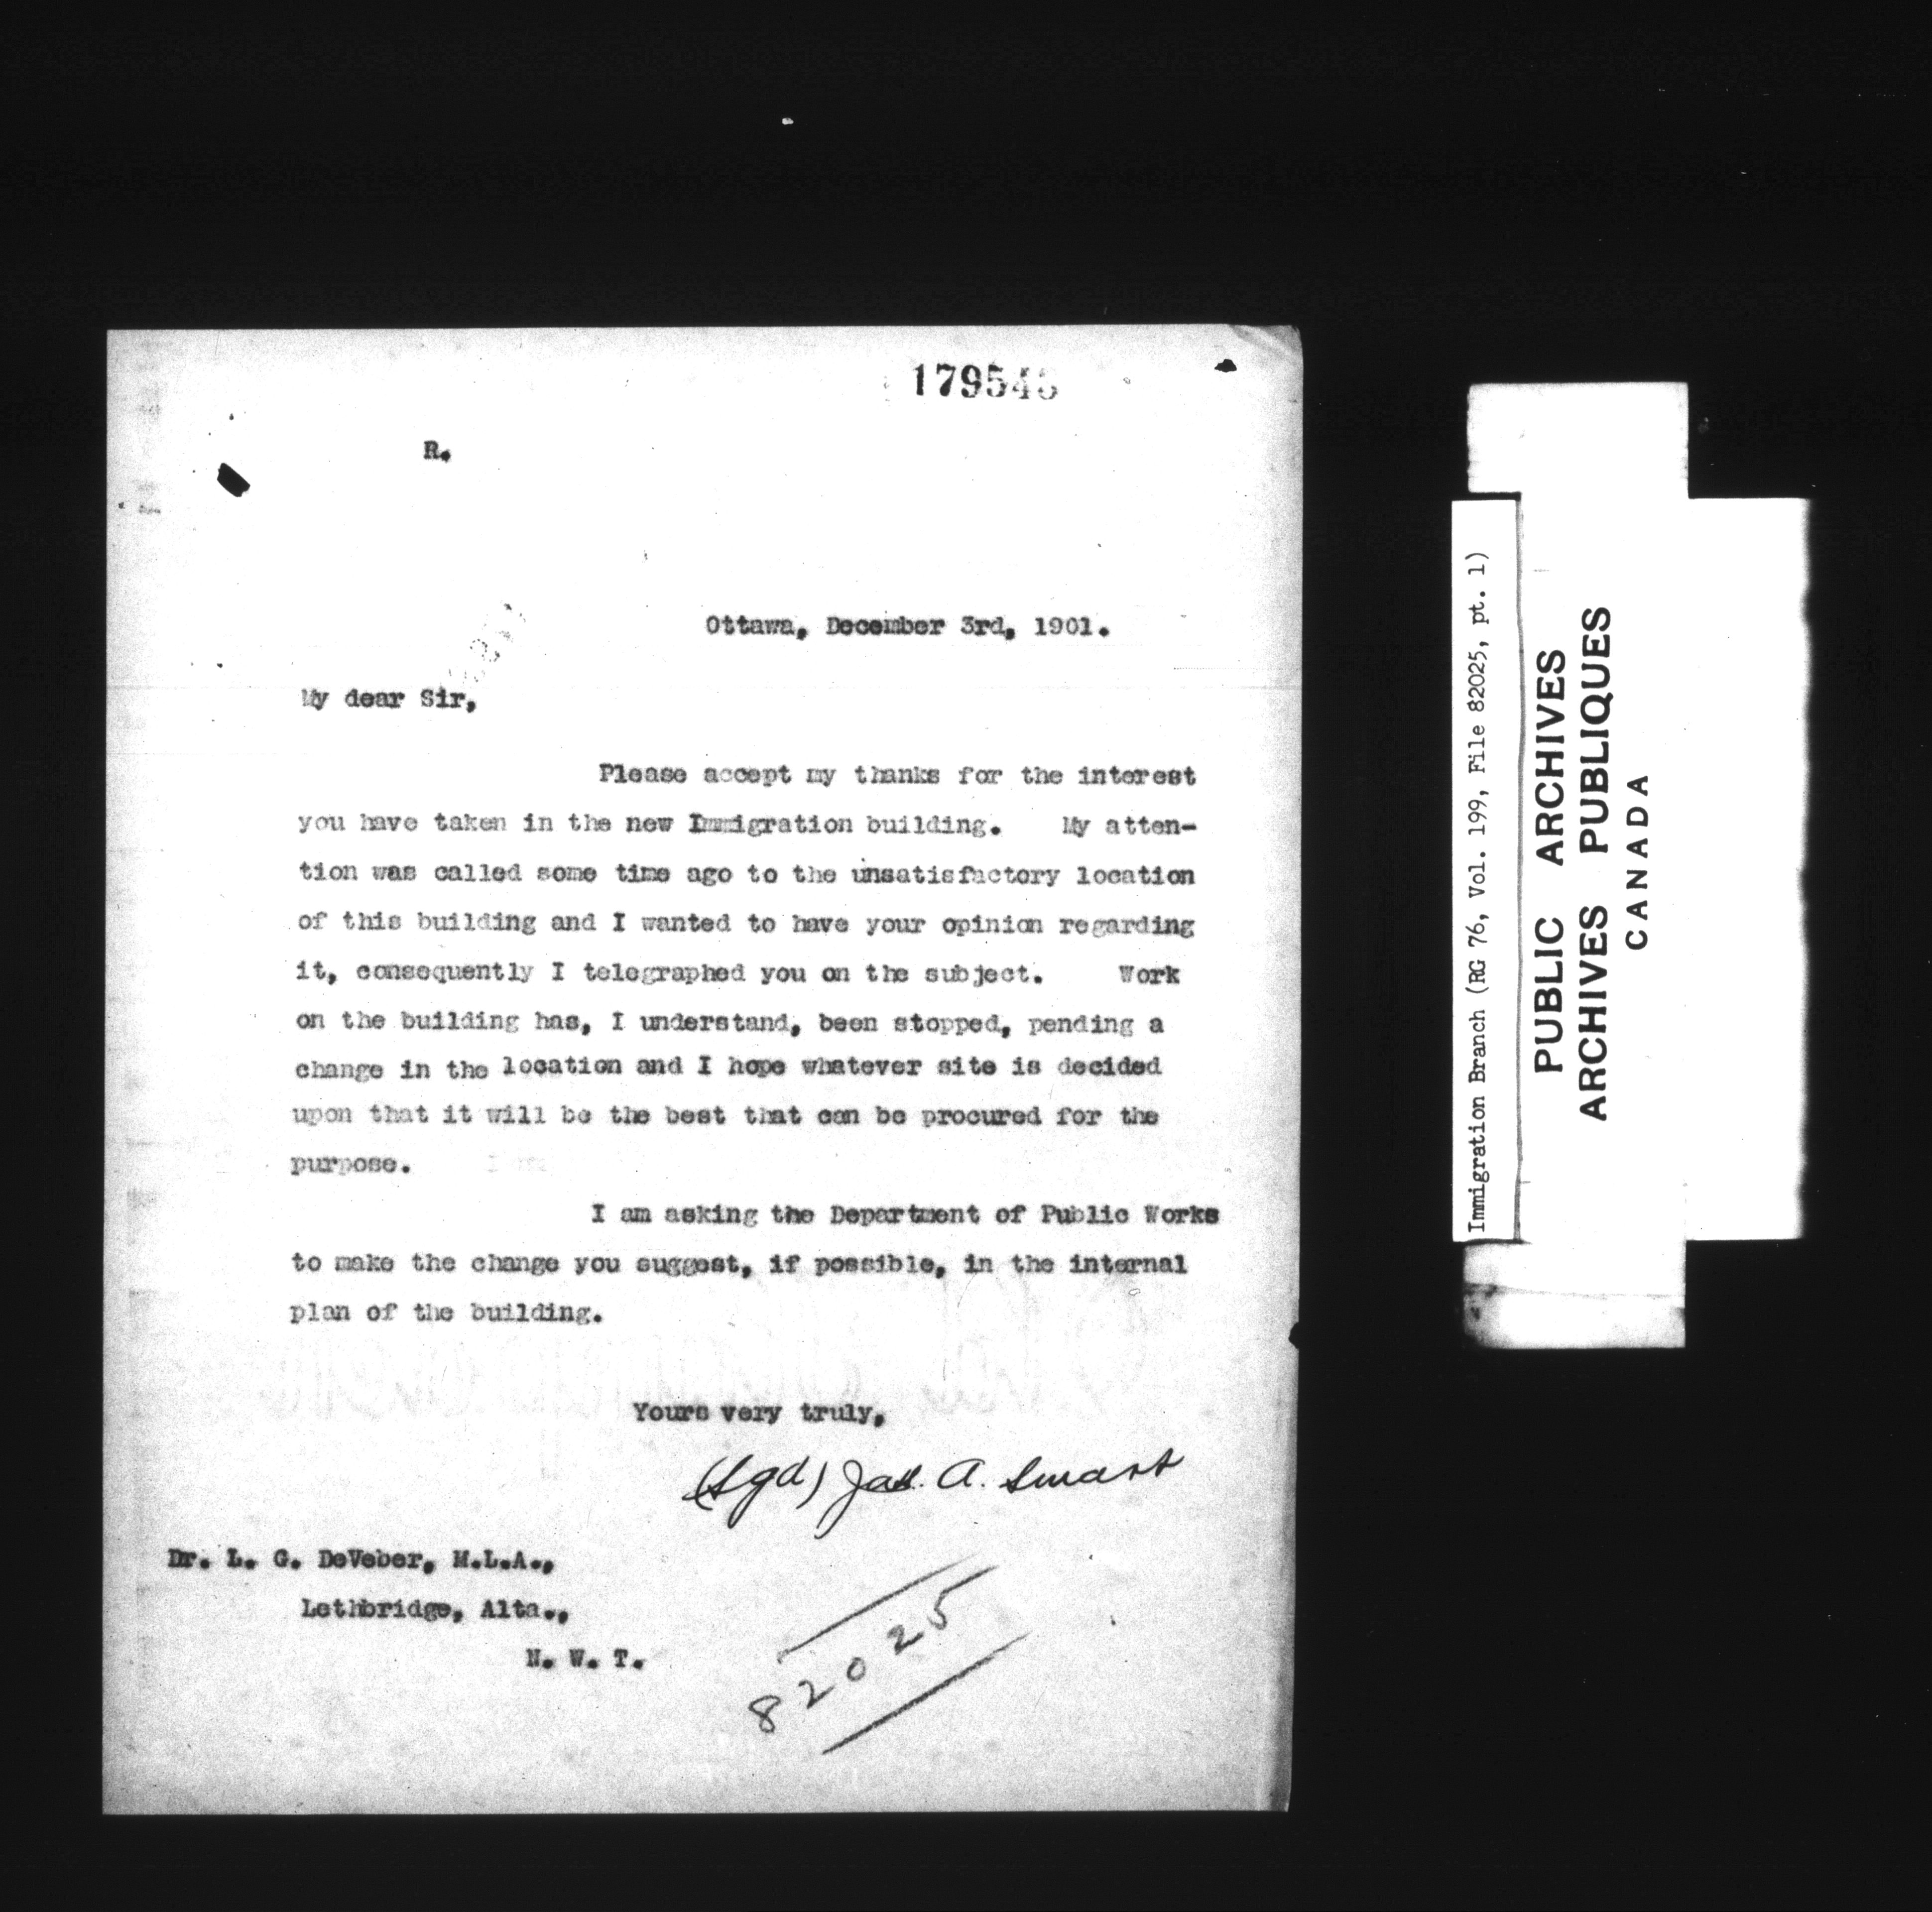 R.
Ottawa, December 3rd, 1901.
My dear Sir,
Please accept my thanks for the interest
you have taken in the new Immigration building. My atten-
tion was called some time ago to the unsatisfactory location
of this building and I wanted to have your opinion regarding
it, consequently I telegraphed you on the subject. Work
on the building has, I understand, been stopped, pending a
change in the location and I hope whatever site is decided
upon that it will be the best that can be procured for the
purpose.
I am asking the Department of Public Works
to make the change you suggest, if possible, in the internal
plan of the building.
Yours very truly,
(Sgd) Jas. A. Smart
Dr. L. G. DeVeber, M.L.A.,
Lethbridge, Alta.,
N. W. T.
82025
Immigration Branch (RG 76, Vol. 199, File 82025, pt. 1)
PUBLIC ARCHIVES
ARCHIVES PUBLIQUES
CANADA